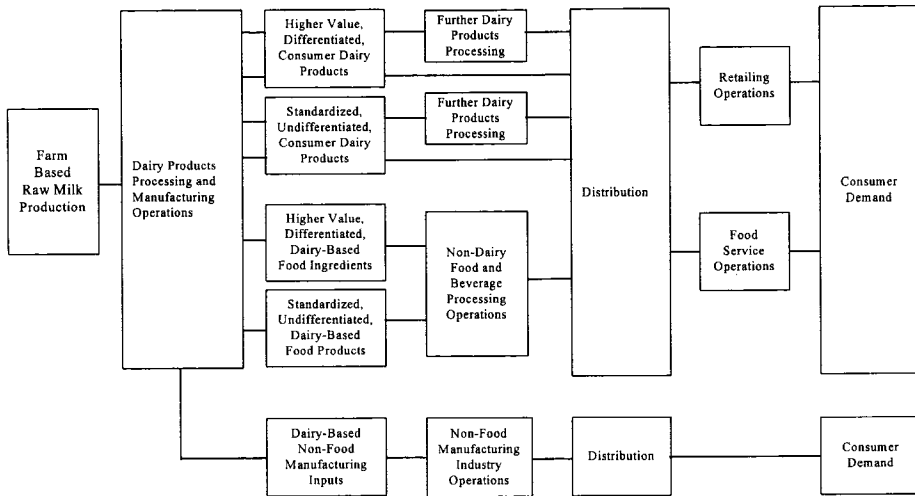 Farm
Based
Raw Milk
Production
Dairy Products
Processing and
Manufacturing
Operations
Higher Value,
Differentiated,
Consumer Dairy
Products
Further Dairy
Products
Processing
Standardized,
Undifferentiated,
Consumer Dairy
Products
Further Dairy
Products
Processing
Higher Value,
Differentiated,
Dairy-Based
Food Ingredients
Standardized,
Undifferentiated,
Dairy-Based
Food Products
Non-Dairy
Food and
Beverage
Processing
Operations
Distribution
Retailing
Operations
Food
Service
Operations
Consumer
Demand
Dairy-Based
Non-Food
Manufacturing
Inputs
Non-Food
Manufacturing
Industry
Operations
Distribution
Consumer
Demand